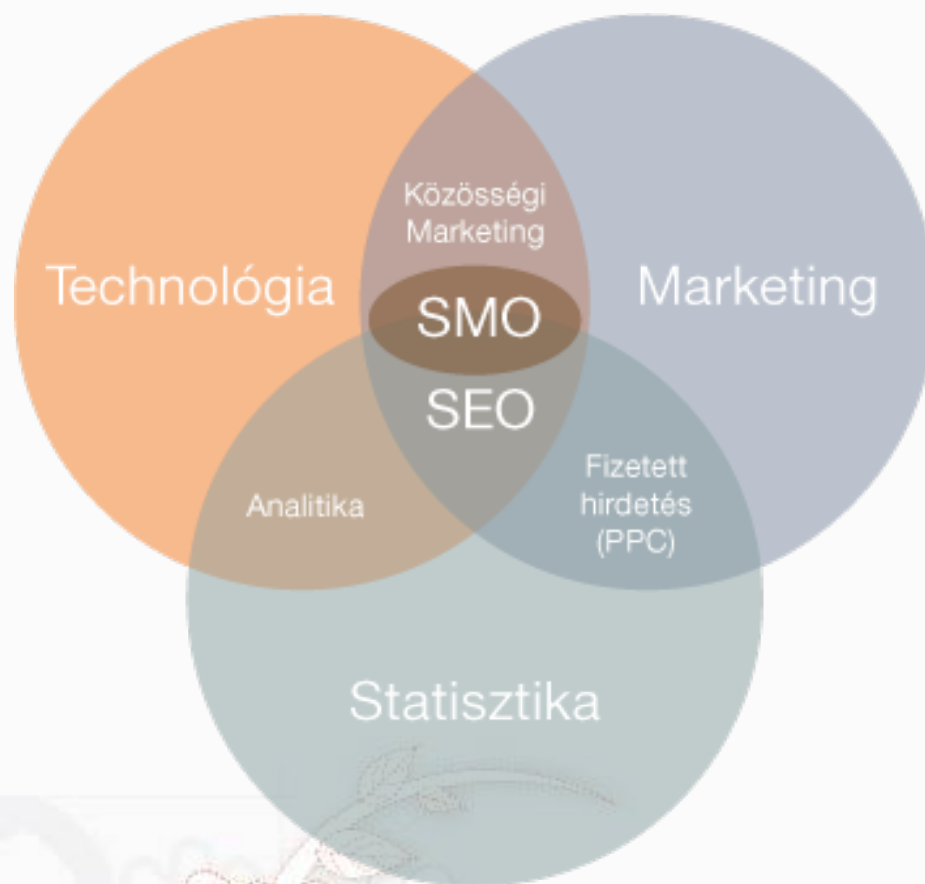 Közösségi
Marketing
Technológia
Marketing
SMO
SEO
Analitika
Fizetett
hirdetés
(PPC)
Statisztika